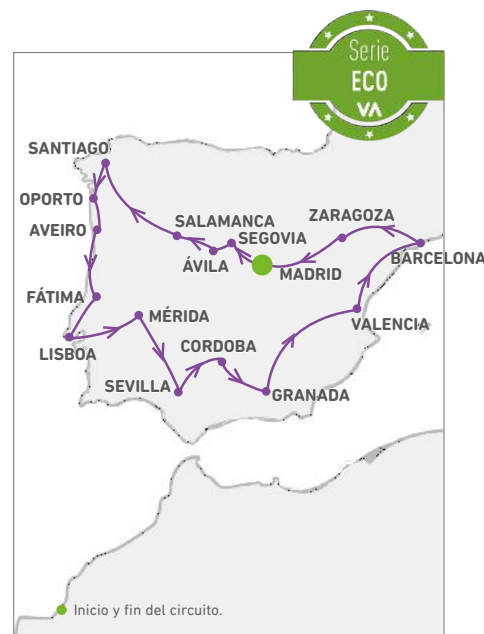 Serie
ECO
VA
SANTIAGO
OPORTO
AVEIRO
SALAMANCA
SEGOVIA
ZARAGOZA
ÁVILA
MADRID
BARCELONA
FÁTIMA
MÉRIDA
VALENCIA
LISBOA
CORDOBA
SEVILLA
GRANADA
Inicio y fin del circuito.